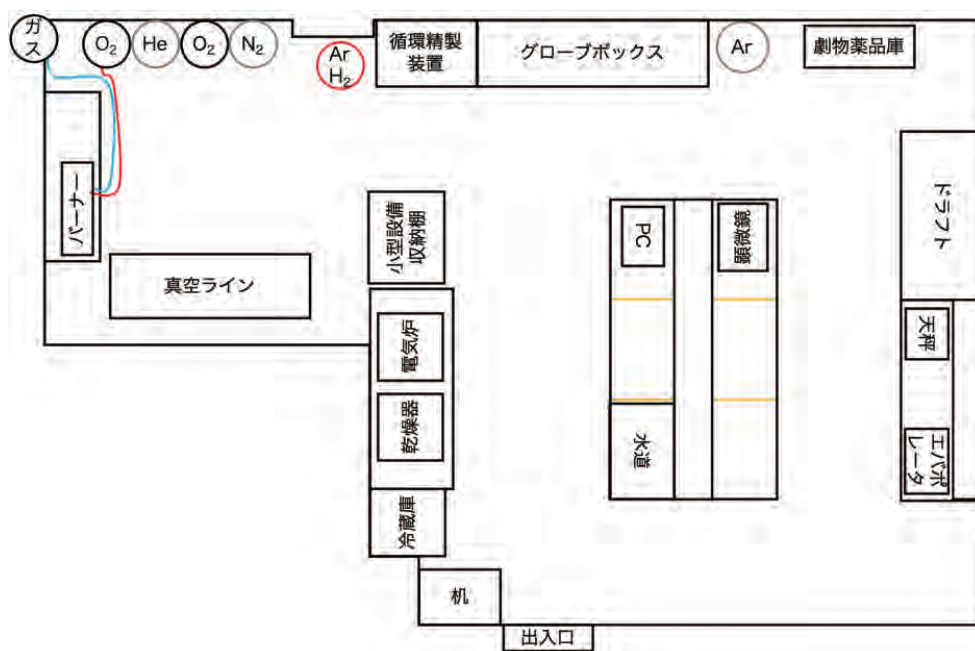 ガ
ス
O₂
He
O₂
N₂
Ar
H₂
循環精製
装置
グローブボックス
Ar
劇物薬品庫
バーナー
真空ライン
小型設備
収納棚
電気炉
乾燥器
冷蔵庫
机
出入口
PC
顕微鏡
水道
ドラフト
天秤
エバポ
レータ